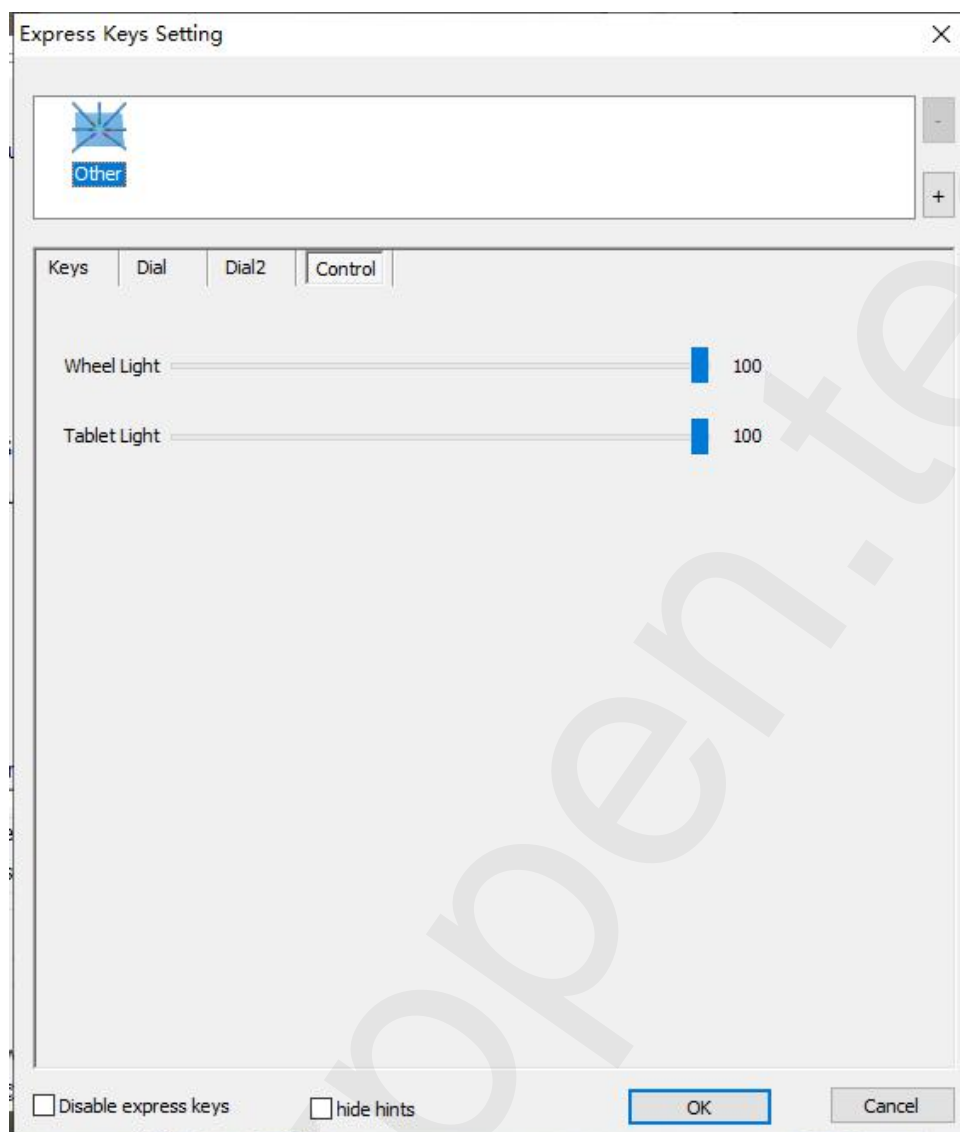 Express Keys Setting
Other
-
+
Keys Dial Dial2 Control
Wheel Light 100
Tablet Light 100
Disable express keys hide hints OK Cancel